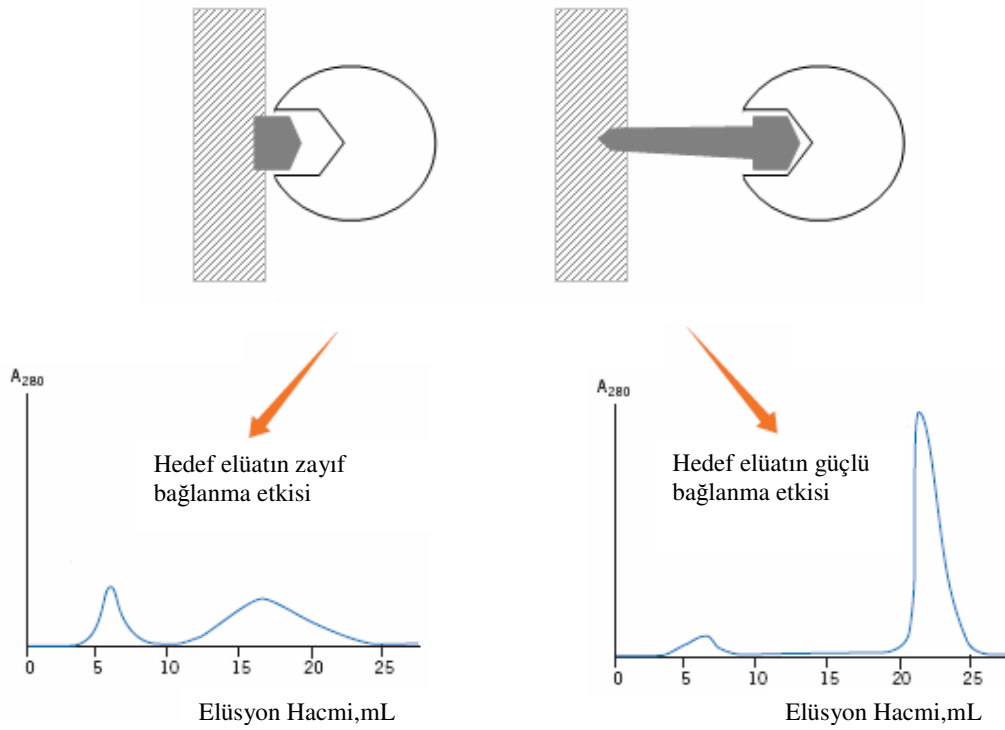 A280
Hedef elüatın zayıf
bağlanma etkisi
0 5 10 15 20 25
Elüsyon Hacmi,mL
A280
Hedef elüatın güçlü
bağlanma etkisi
0 5 10 15 20 25
Elüsyon Hacmi,mL